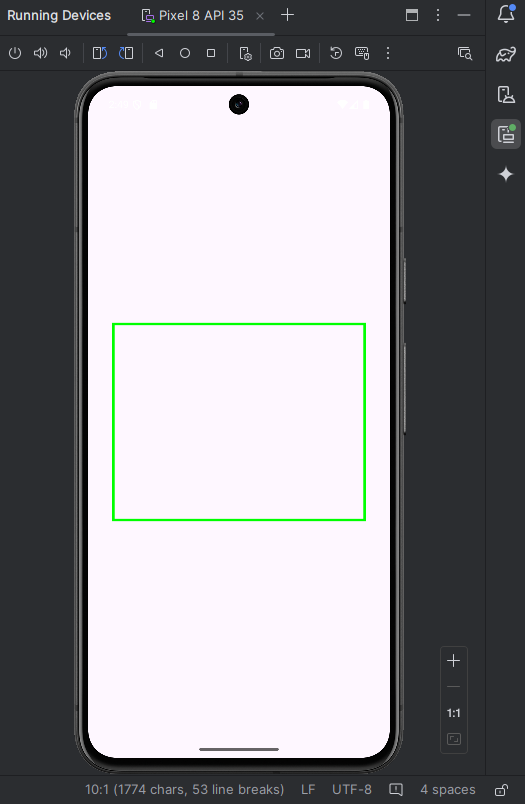 Running Devices
Pixel 8 API 35
1:1
10:1 (1774 chars, 53 line breaks)
LF
UTF-8
4 spaces